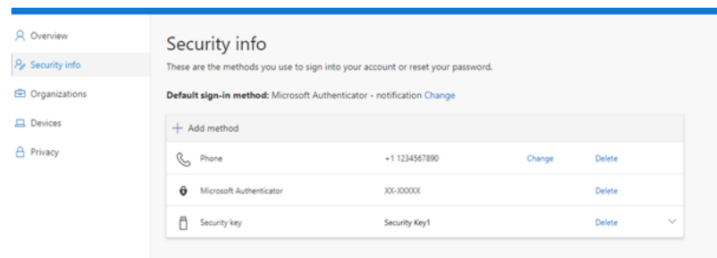 Overview
Security info
Organizations
Devices
Privacy
Security info
These are the methods you use to sign into your account or reset your password.
Default sign-in method: Microsoft Authenticator - notification Change
+ Add method
Phone +1 1234567890 Change Delete
Microsoft Authenticator XX-XXXXX Delete
Security key Security Key1 Delete